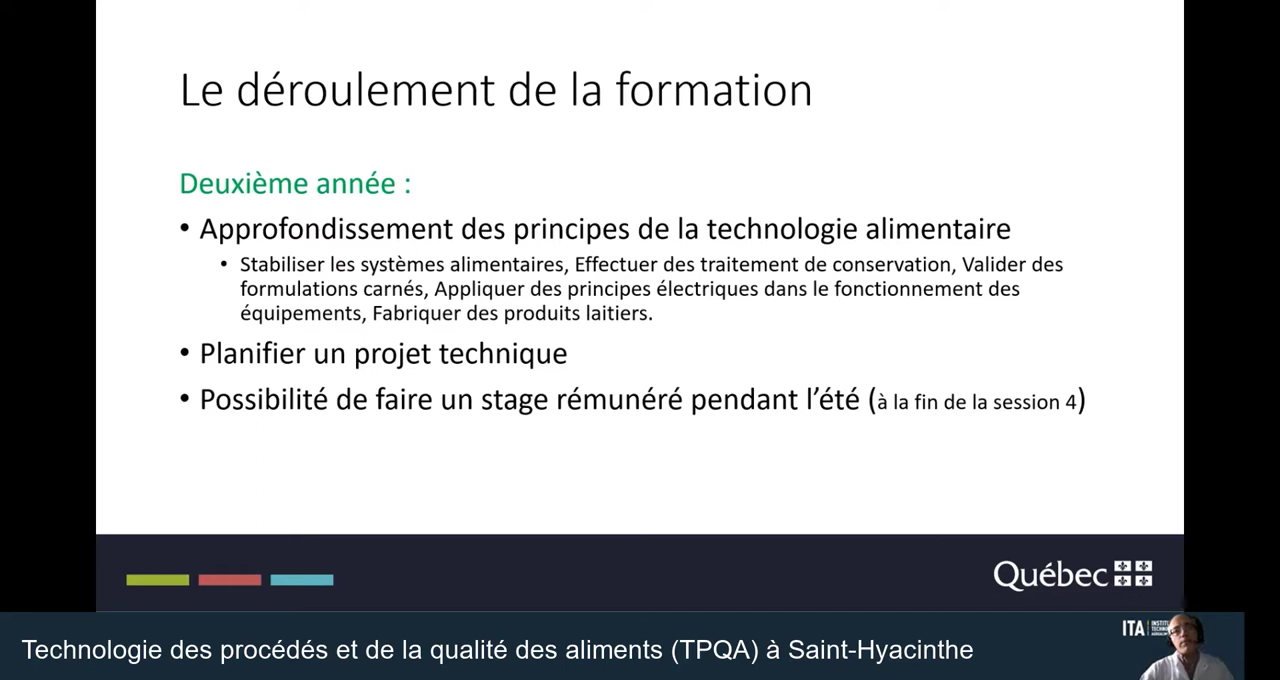 Le déroulement de la formation
Deuxième année :
• Approfondissement des principes de la technologie alimentaire
• Stabiliser les systèmes alimentaires, Effectuer des traitement de conservation, Valider des
formulations carnés, Appliquer des principes électriques dans le fonctionnement des
équipements, Fabriquer des produits laitiers.
• Planifier un projet technique
• Possibilité de faire un stage rémunéré pendant l’été (à la fin de la session 4)
Québec
ITA
Technologie des procédés et de la qualité des aliments (TPQA) à Saint-Hyacinthe